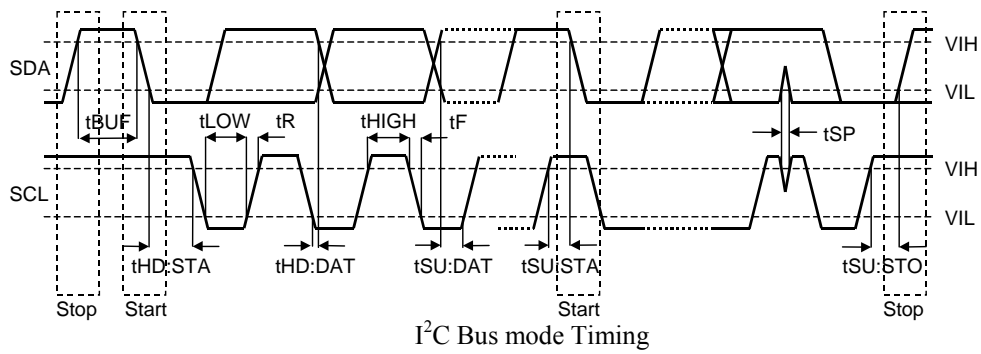 VIH
SDA
VIL
tBUF tLOW tR tHIGH tF
tSP
VIH
SCL
VIL
tHD:STA tHD:DAT tSU:DAT tSU:STA tSU:STO
Stop Start Start Stop
I²C Bus mode Timing